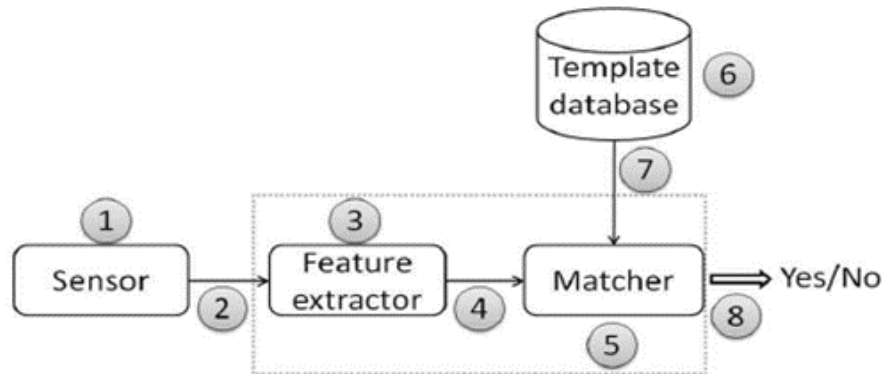 Template
database
6
7
1
3
Sensor
Feature
extractor
Matcher
Yes/No
2
4
5
8